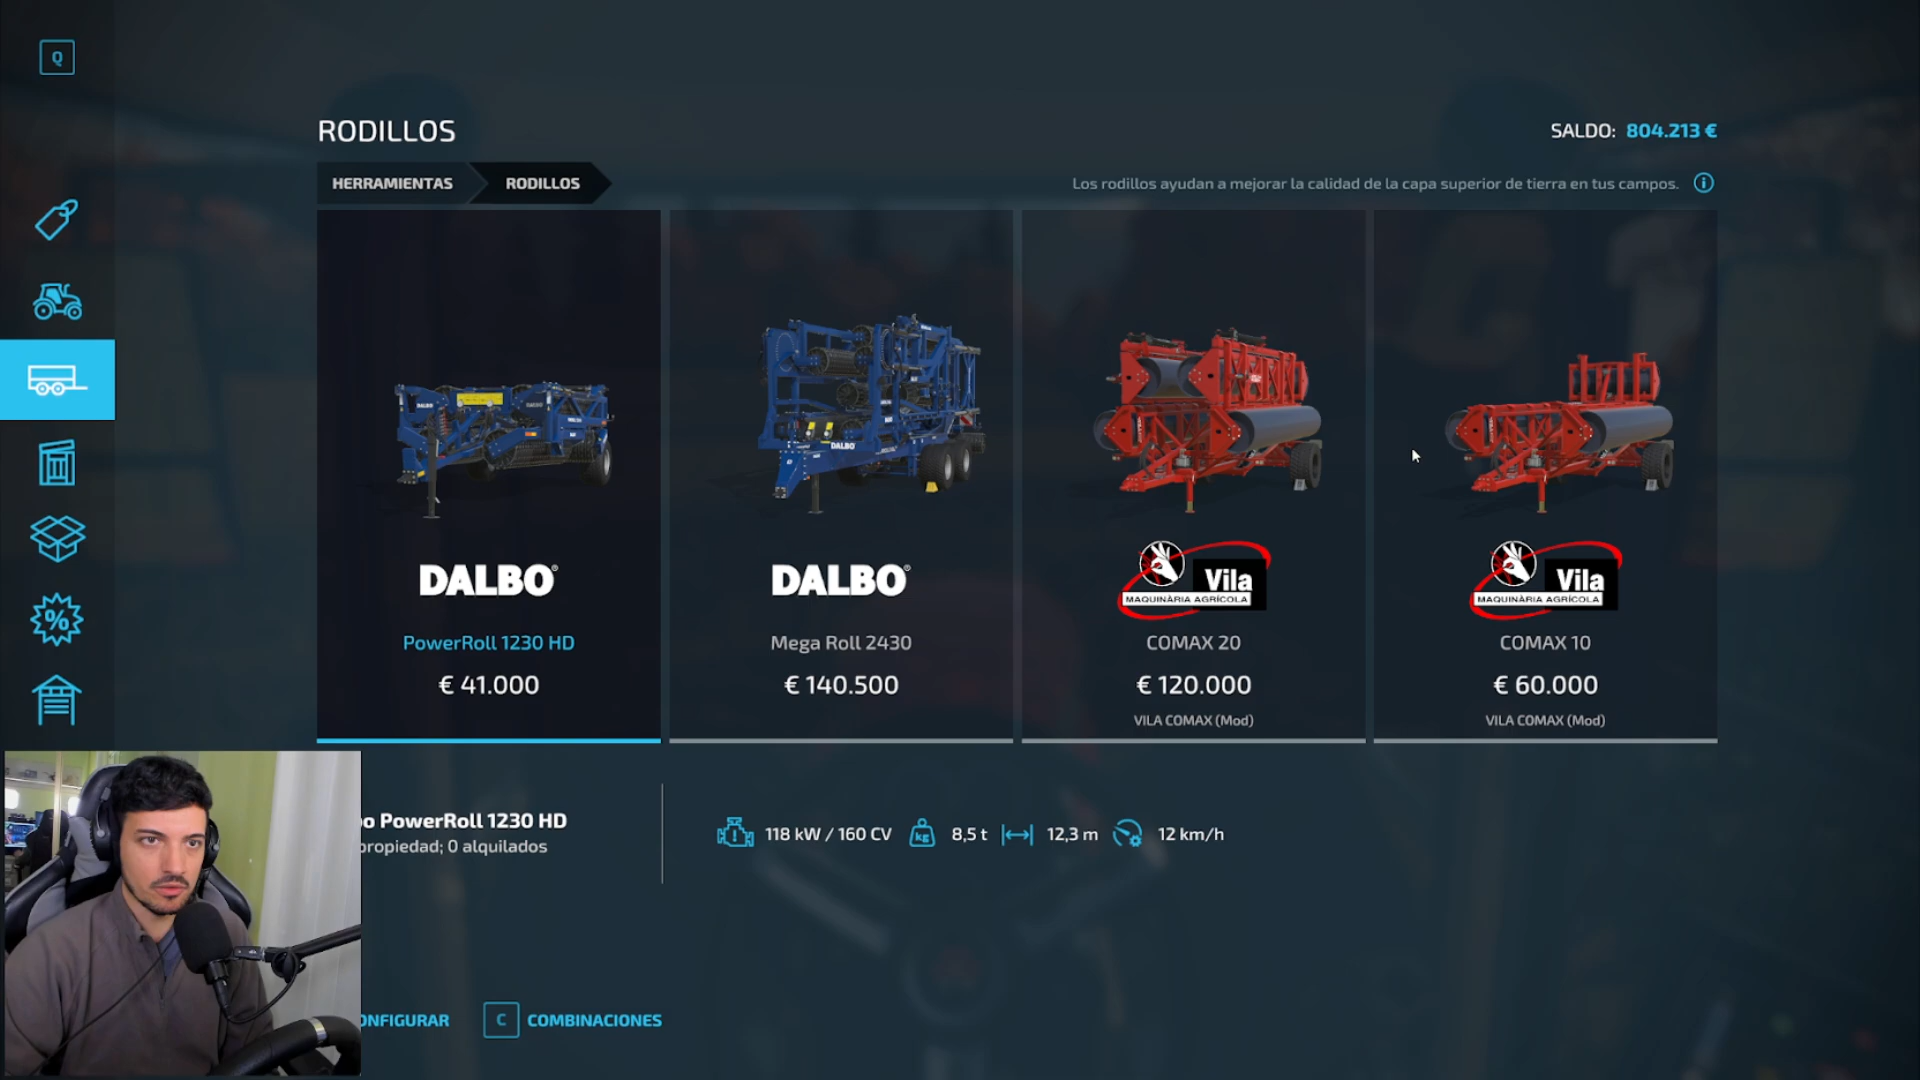 Q
RODILLOS
SALDO: 804.213 €
HERRAMIENTAS
RODILLOS
Los rodillos ayudan a mejorar la calidad de la capa superior de tierra en tus campos.
DALBO
PowerRoll 1230 HD
€ 41.000
DALBO
Mega Roll 2430
€ 140.500
Vila
MAQUINÀRIA AGRÍCOLA
COMAX 20
€ 120.000
VILA COMAX (Mod)
Vila
MAQUINÀRIA AGRÍCOLA
COMAX 10
€ 60.000
VILA COMAX (Mod)
%
o PowerRoll 1230 HD
propiedad; 0 alquilados
118 kW / 160 CV
kg
8,5 t
12,3 m
12 km/h
ONFIGURAR
C COMBINACIONES